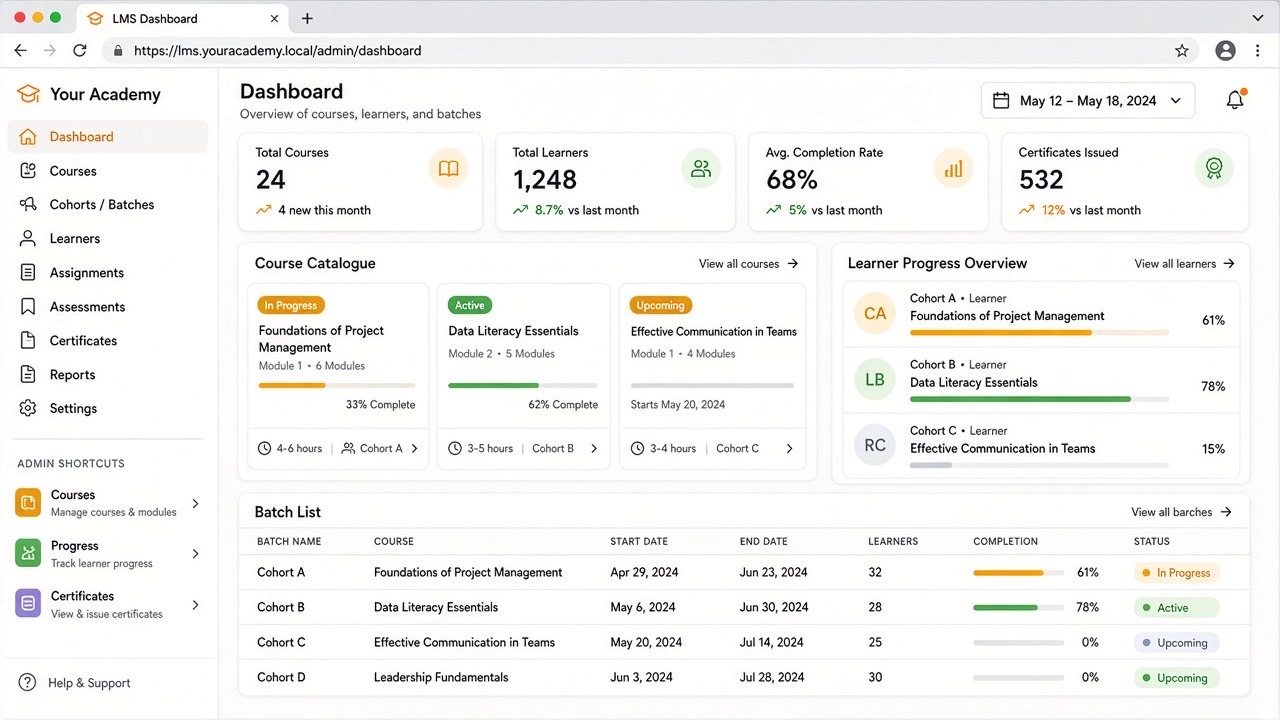 LMS Dashboard
https://lms.youracademy.local/admin/dashboard
Your Academy
Dashboard
Courses
Cohorts / Batches
Learners
Assignments
Assessments
Certificates
Reports
Settings
ADMIN SHORTCUTS
Courses
Manage courses & modules
Progress
Track learner progress
Certificates
View & issue certificates
Help & Support
Dashboard
Overview of courses, learners, and batches
May 12 – May 18, 2024
Total Courses
24
4 new this month
Total Learners
1,248
8.7% vs last month
Avg. Completion Rate
68%
5% vs last month
Certificates Issued
532
12% vs last month
Course Catalogue
View all courses →
In Progress
Foundations of Project
Management
Module 1 • 6 Modules
33% Complete
4-6 hours | Cohort A
Active
Data Literacy Essentials
Module 2 • 5 Modules
62% Complete
3-5 hours | Cohort B
Upcoming
Effective Communication in Teams
Module 1 • 4 Modules
Starts May 20, 2024
3-4 hours | Cohort C
Learner Progress Overview
View all learners →
CA
Cohort A • Learner
Foundations of Project Management
61%
LB
Cohort B • Learner
Data Literacy Essentials
78%
RC
Cohort C • Learner
Effective Communication in Teams
15%
Batch List
View all barches →
BATCH NAME COURSE START DATE END DATE LEARNERS COMPLETION STATUS
Cohort A Foundations of Project Management Apr 29, 2024 Jun 23, 2024 32 61% In Progress
Cohort B Data Literacy Essentials May 6, 2024 Jun 30, 2024 28 78% Active
Cohort C Effective Communication in Teams May 20, 2024 Jul 14, 2024 25 0% Upcoming
Cohort D Leadership Fundamentals Jun 3, 2024 Jul 28, 2024 30 0% Upcoming